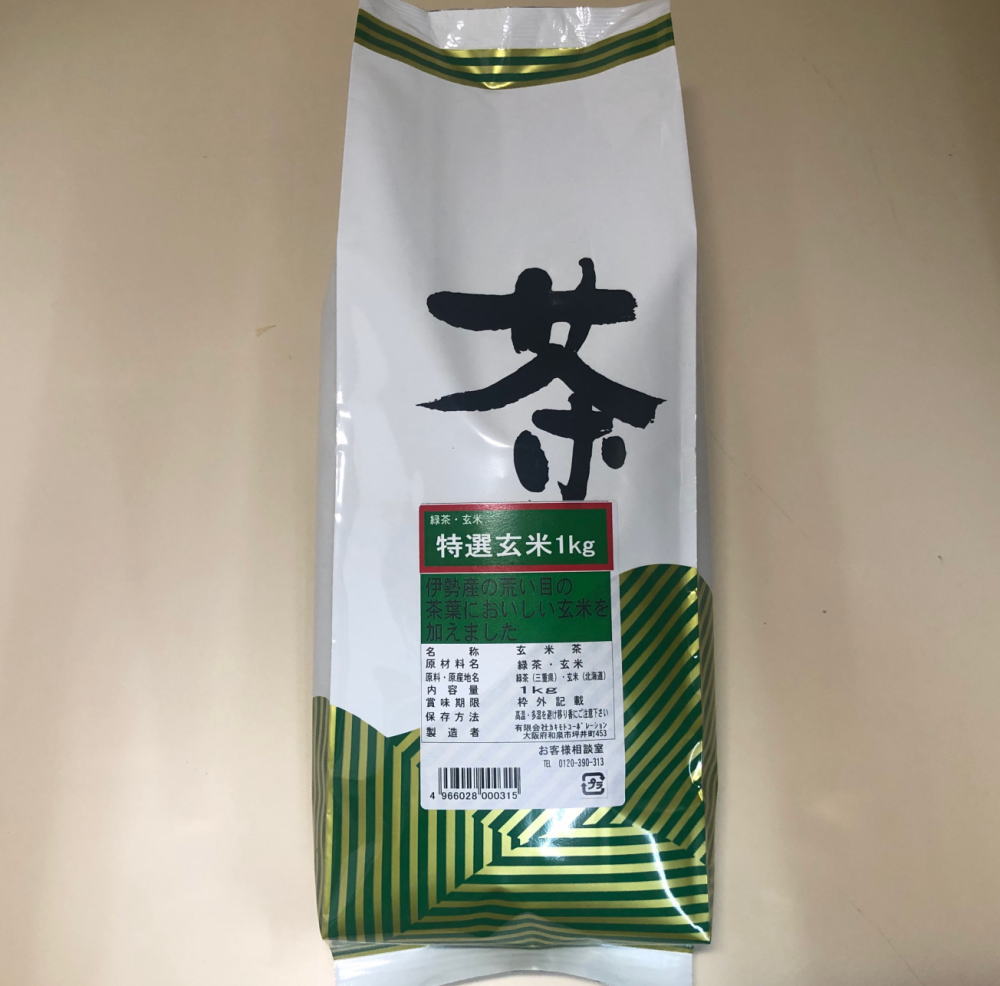 茶
緑茶・玄米
特選玄米1kg
伊勢産の荒い目の
茶葉においしい玄米を
加えました
名称 玄米茶
原材料名 緑茶・玄米
原料・原産地名 緑茶（三重県）・玄米（北海道）
内容量 1kg
賞味期限 枠外記載
保存方法 高温・多湿を避け移り香にご注意下さい
製造者 有限会社カキモトコーポレーション
大阪府和泉市坪井町453
お客様相談室
TEL 0120-390-313
プラ
4 966028 000315